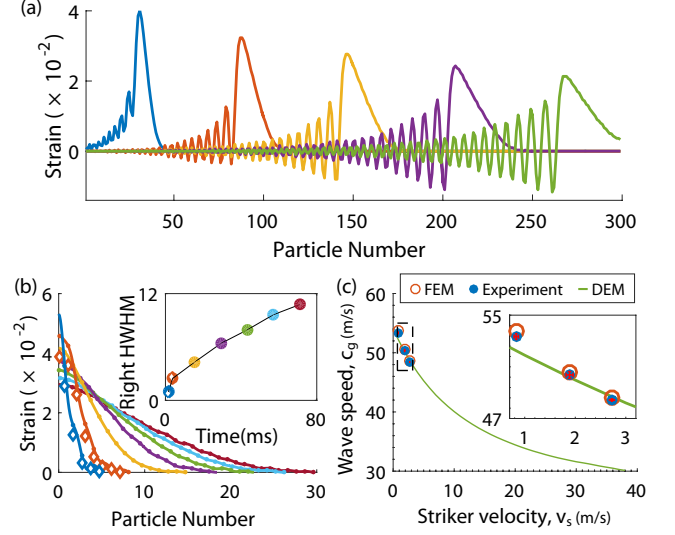 (a)
4
2
0
Strain ( × 10⁻²)
50 100 150 200 250 300
Particle Number
(b)
6
4
2
0
Strain ( × 10⁻²)
0 10 20 30
Particle Number
12
0
Right HWHM
0 80
Time(ms)
(c)
FEM Experiment DEM
60
50
40
30
Wave speed, c_g (m/s)
0 10 20 30 40
Striker velocity, v_s (m/s)
55
47
1 2 3